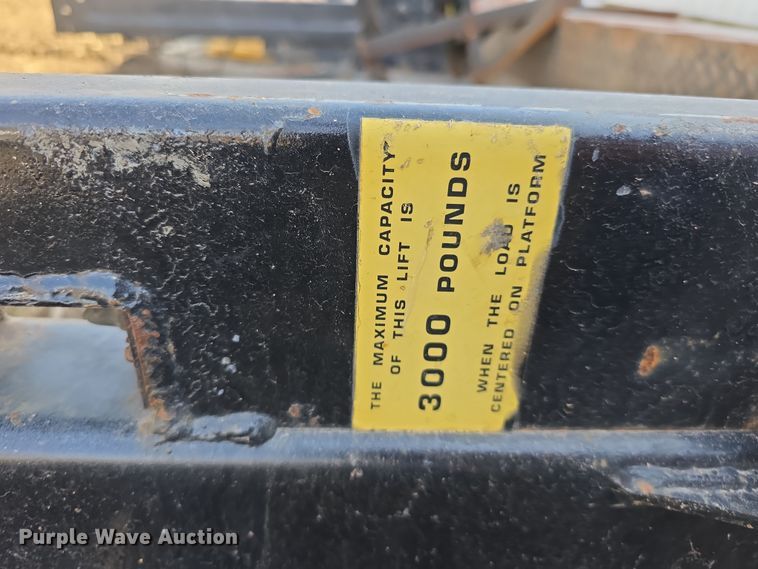 THE MAXIMUM CAPACITY
OF THIS LIFT IS
3000 POUNDS
WHEN THE LOAD IS
CENTERED ON PLATFORM
Purple Wave Auction